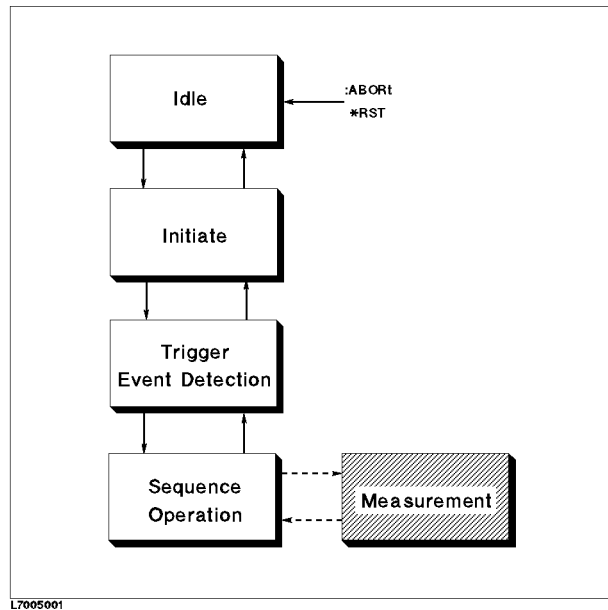 Idle
:ABORt
*RST
Initiate
Trigger
Event Detection
Sequence
Operation
Measurement
L7005001